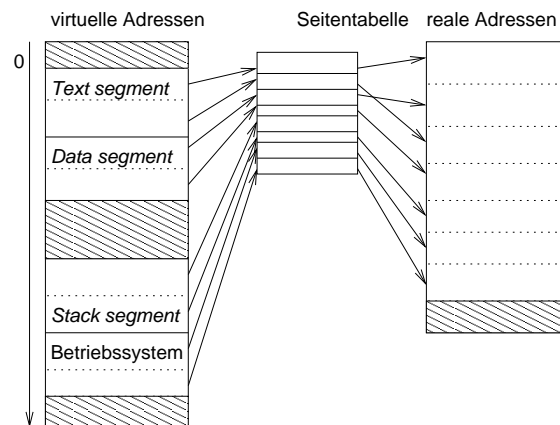 virtuelle Adressen
Seitentabelle
reale Adressen
0
Text segment
Data segment
Stack segment
Betriebssystem